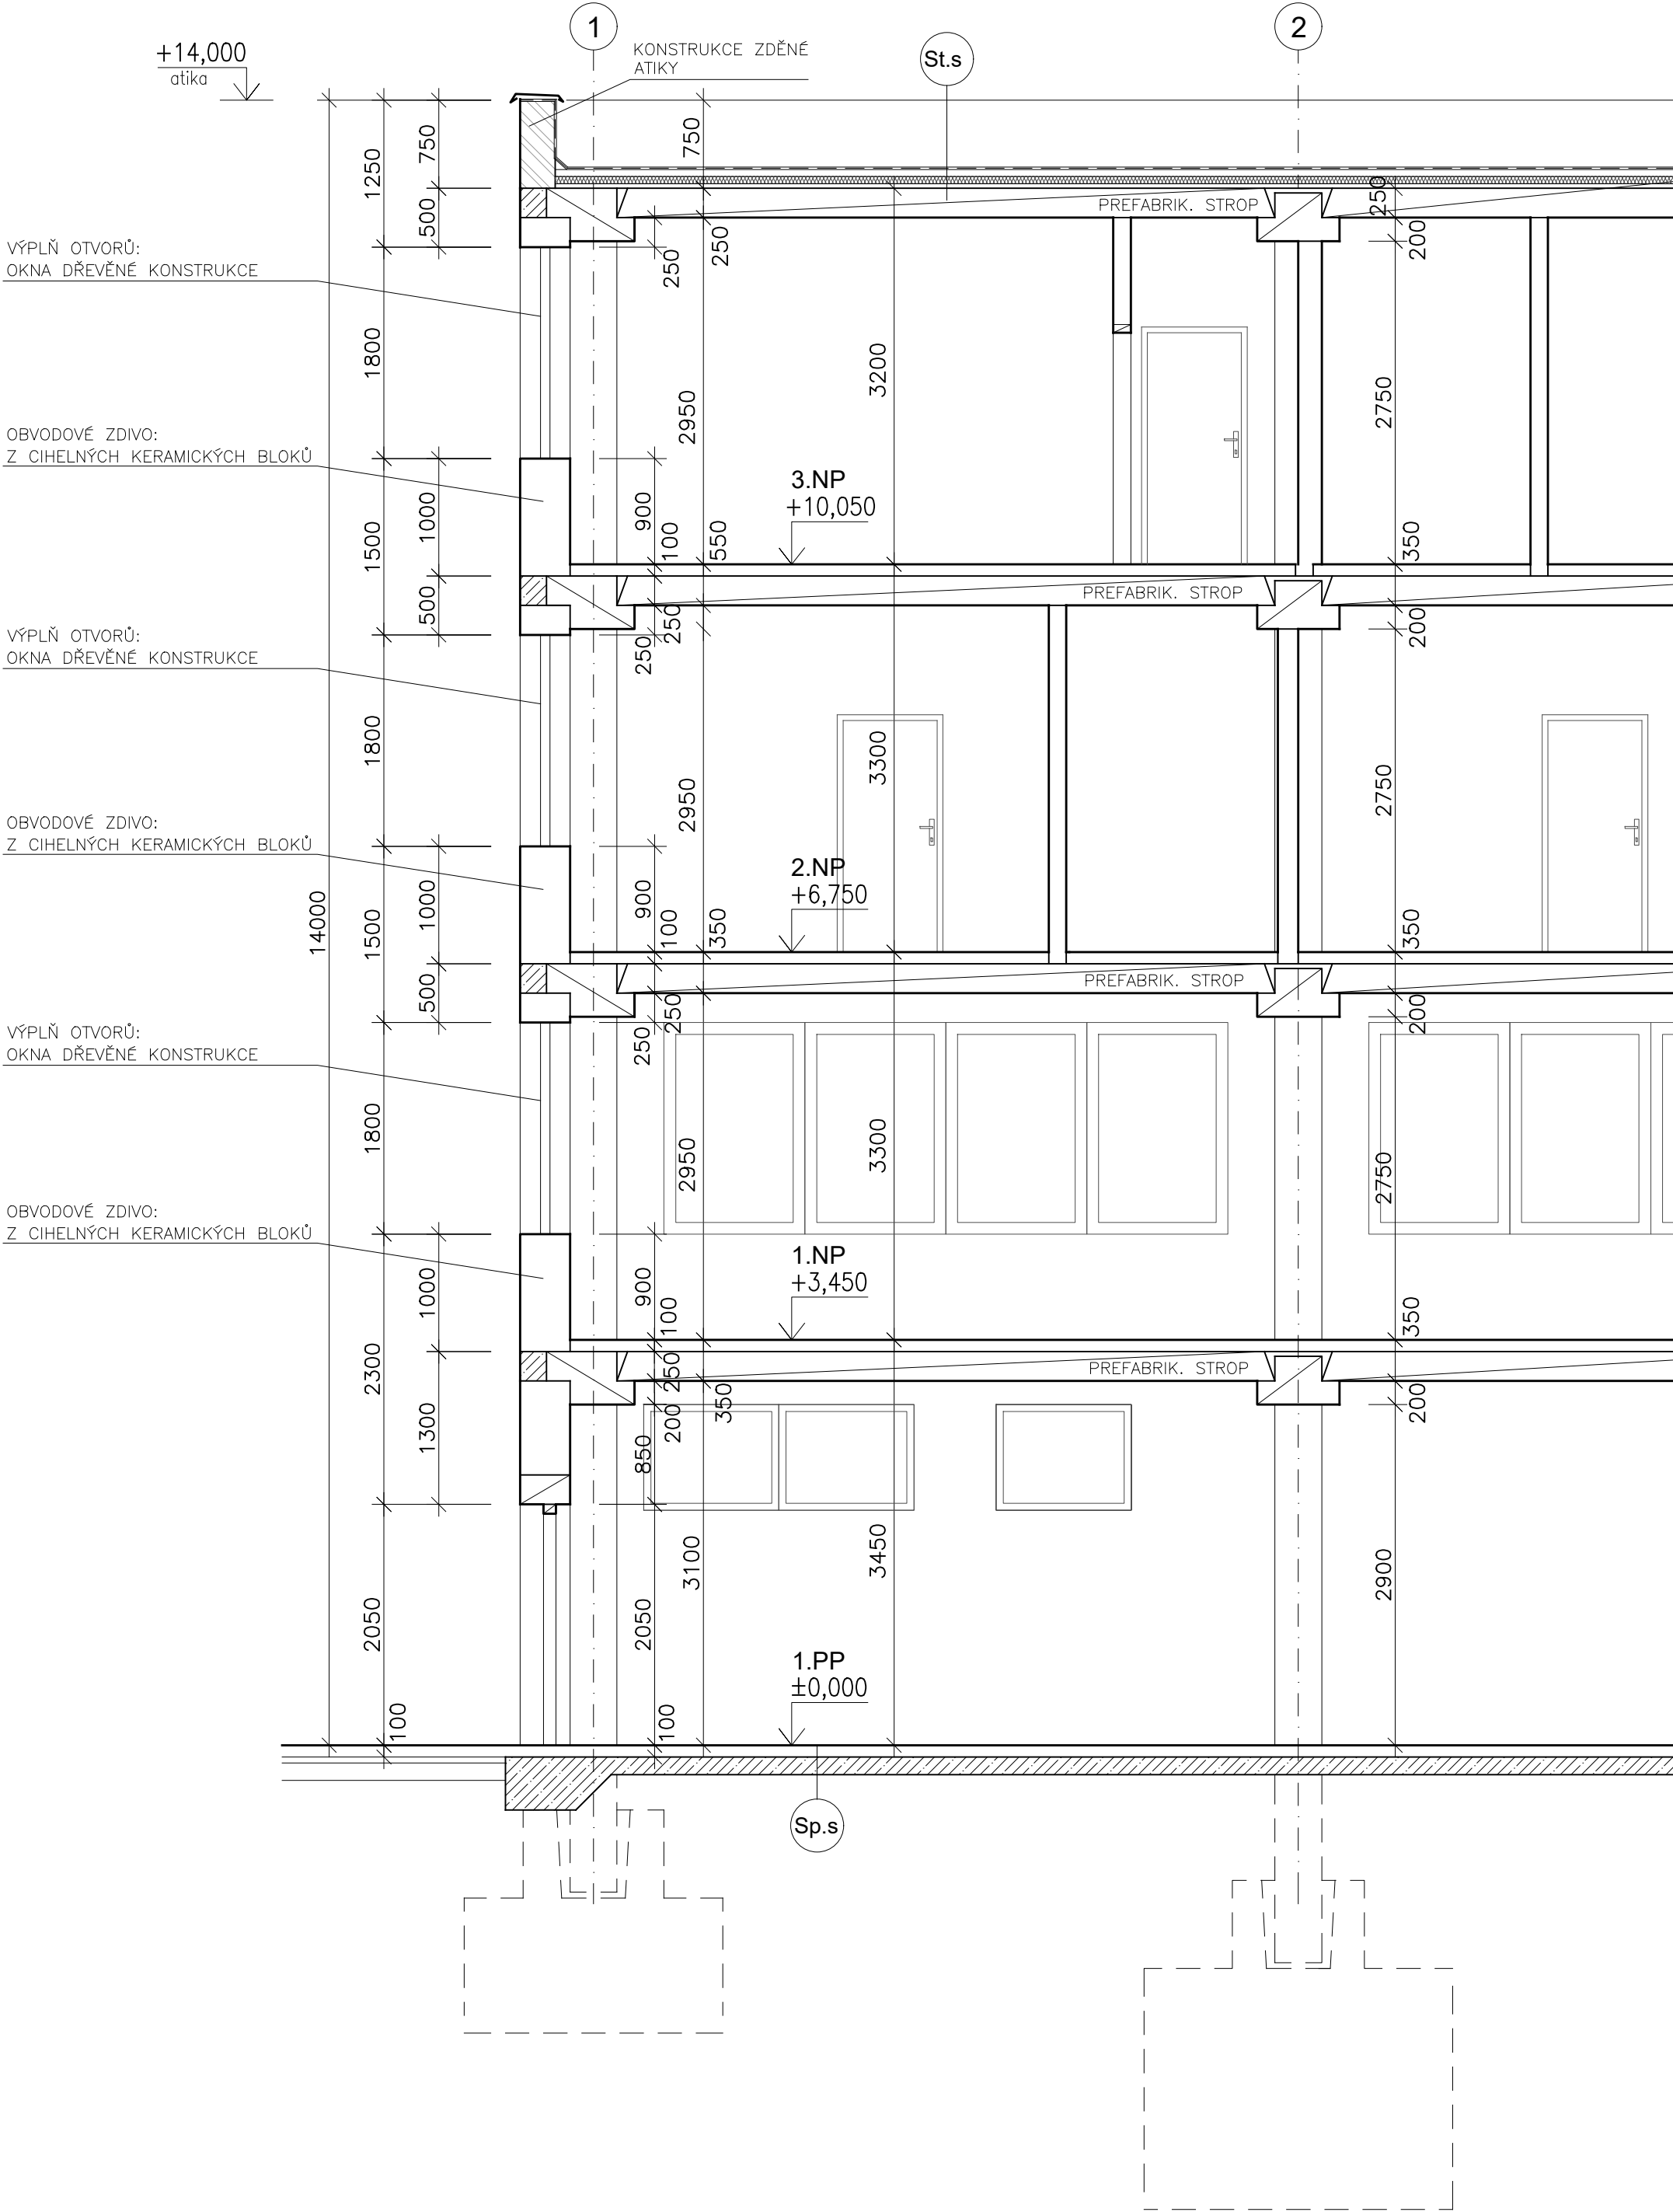 1
2
+14,000
atika
KONSTRUKCE ZDĚNÉ
ATIKY
St.s
750
1250
500
750
PREFABRIK. STROP
250
200
250
250
VÝPLŇ OTVORŮ:
OKNA DŘEVĚNÉ KONSTRUKCE
1800
3200
2950
2750
OBVODOVÉ ZDIVO:
Z CIHELNÝCH KERAMICKÝCH BLOKŮ
3.NP
+10,050
1000
1500
900
100
550
350
500
PREFABRIK. STROP
250
250
200
VÝPLŇ OTVORŮ:
OKNA DŘEVĚNÉ KONSTRUKCE
1800
3300
2950
2750
OBVODOVÉ ZDIVO:
Z CIHELNÝCH KERAMICKÝCH BLOKŮ
2.NP
+6,750
14000
1000
1500
900
100
350
350
500
PREFABRIK. STROP
250
250
200
VÝPLŇ OTVORŮ:
OKNA DŘEVĚNÉ KONSTRUKCE
1800
3300
2950
2750
OBVODOVÉ ZDIVO:
Z CIHELNÝCH KERAMICKÝCH BLOKŮ
1.NP
+3,450
1000
900
100
350
2300
250
PREFABRIK. STROP
350
200
200
1300
850
3100
3450
2900
2050
2050
1.PP
±0,000
100
100
Sp.s